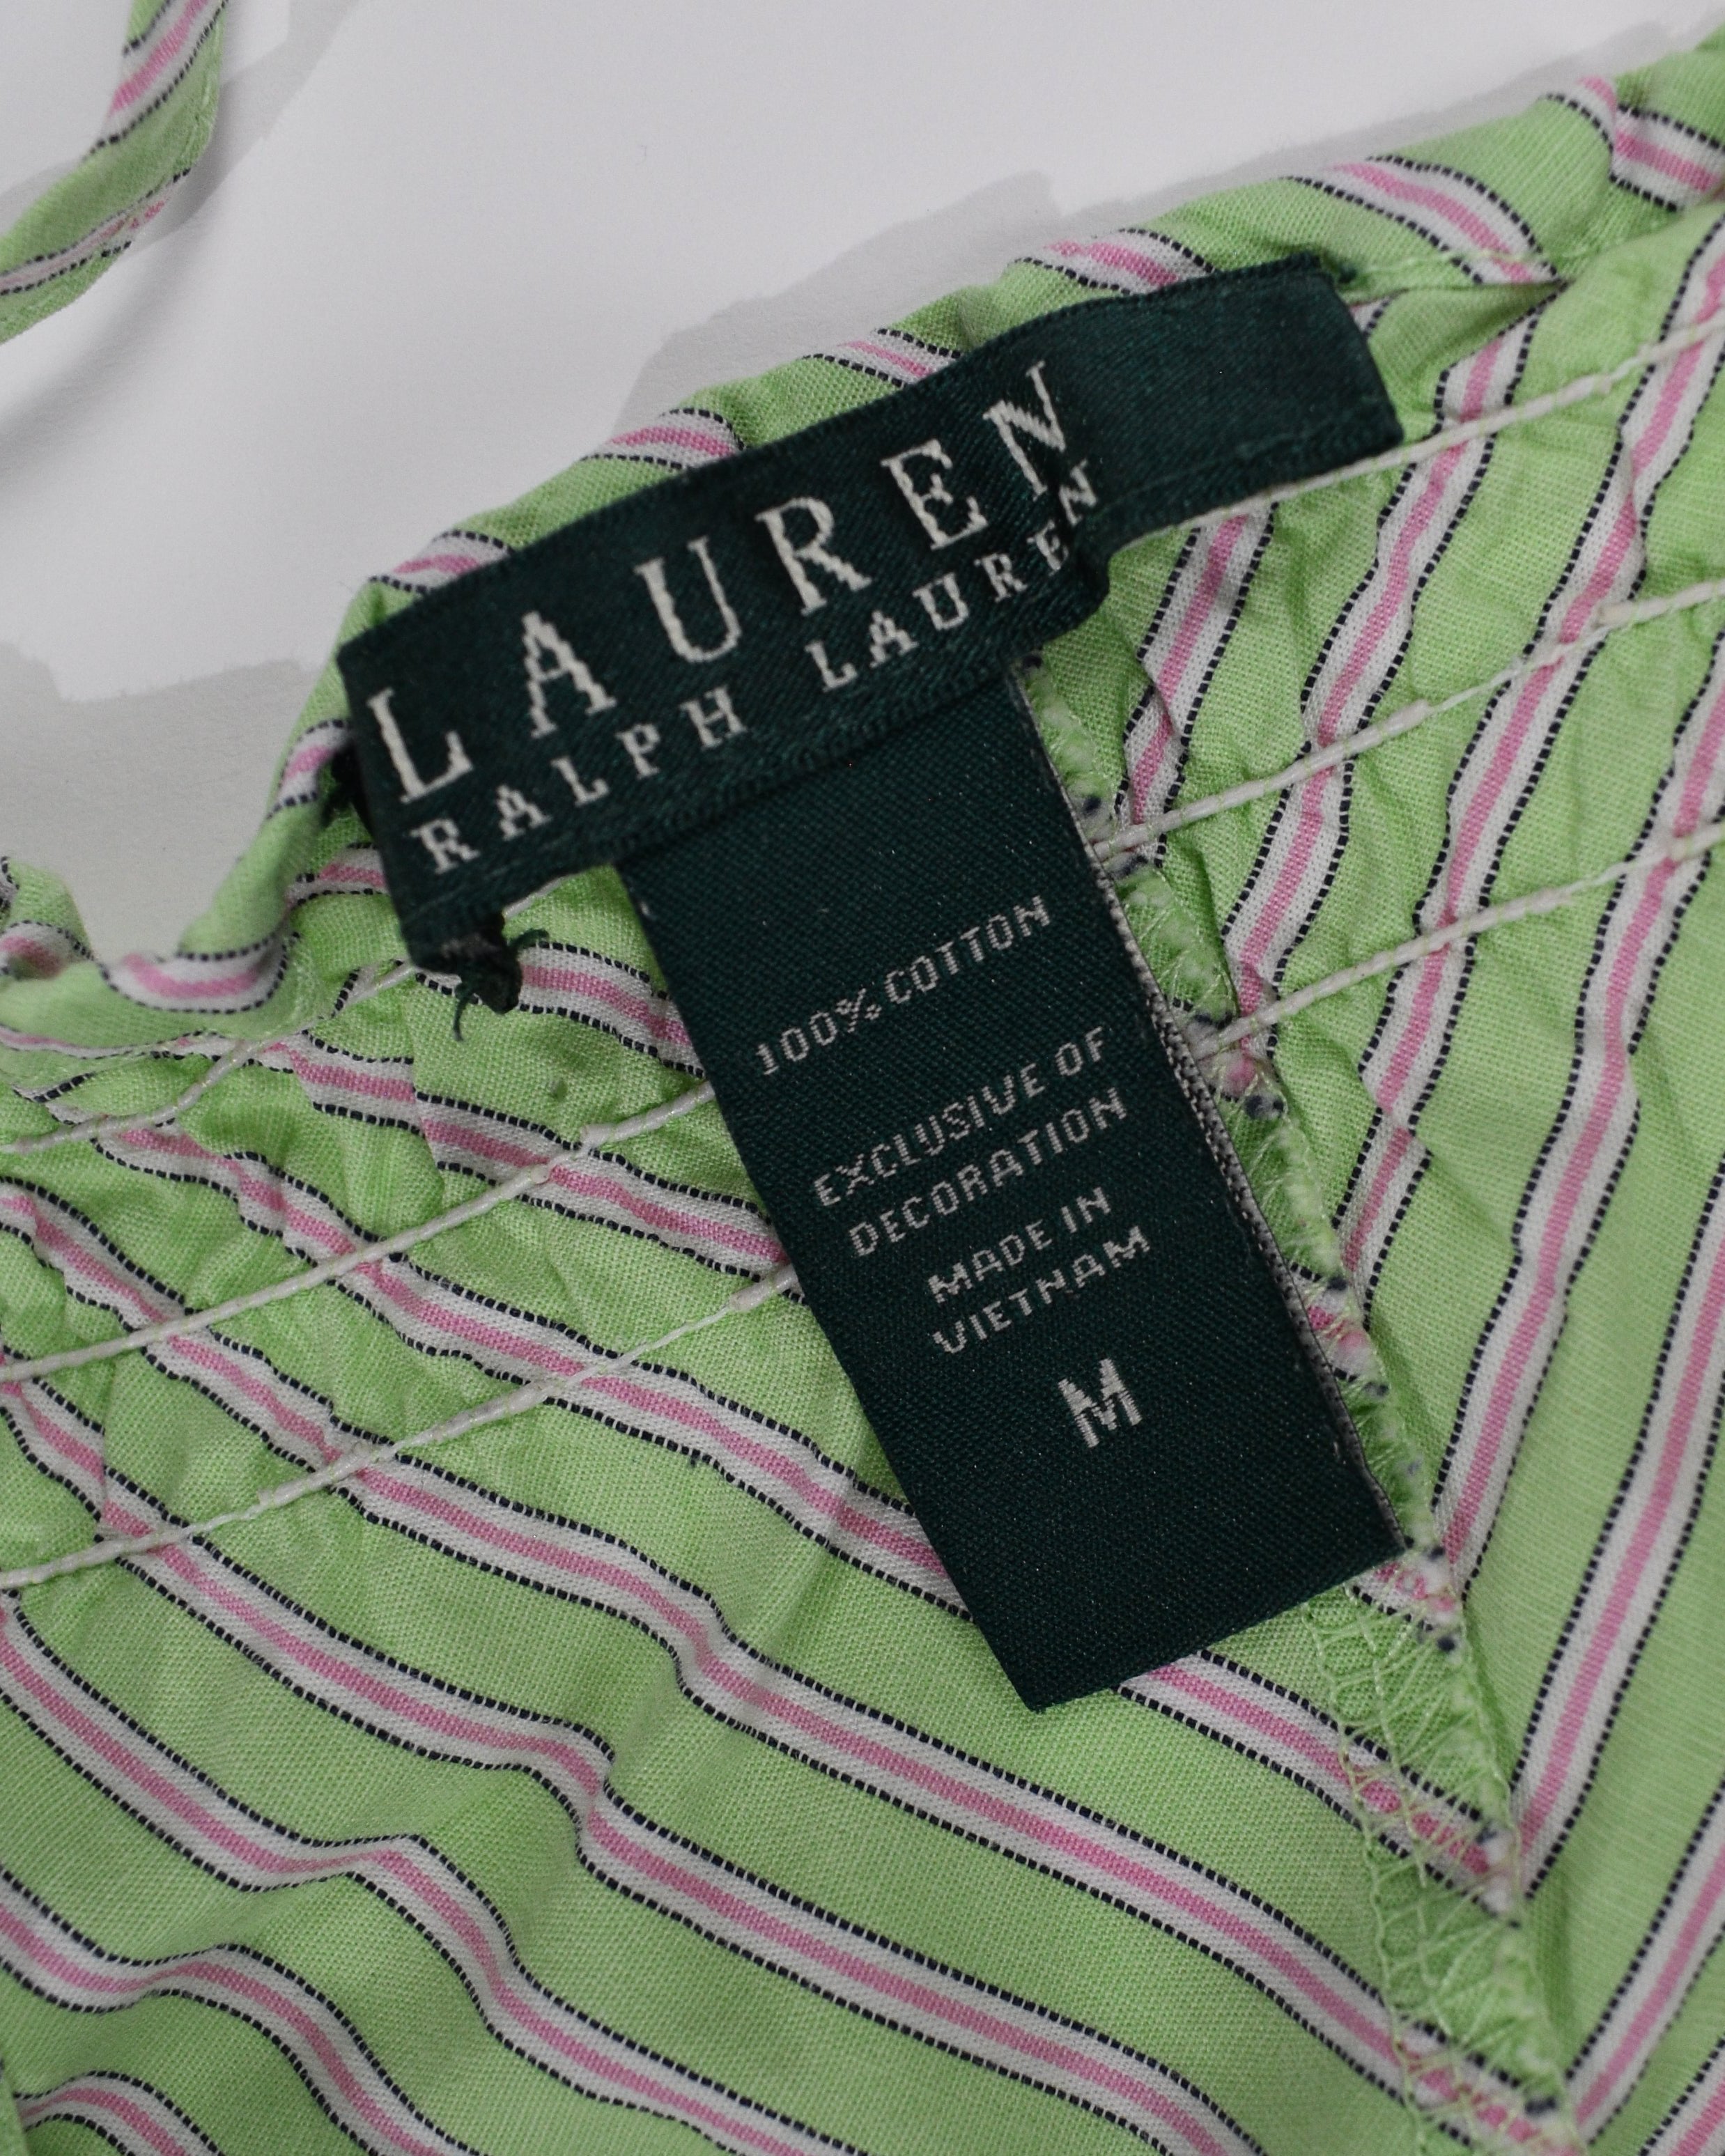 LAUREN
RALPH LAUREN
100% COTTON
EXCLUSIVE OF
DECORATION
MADE IN
VIETNAM
M